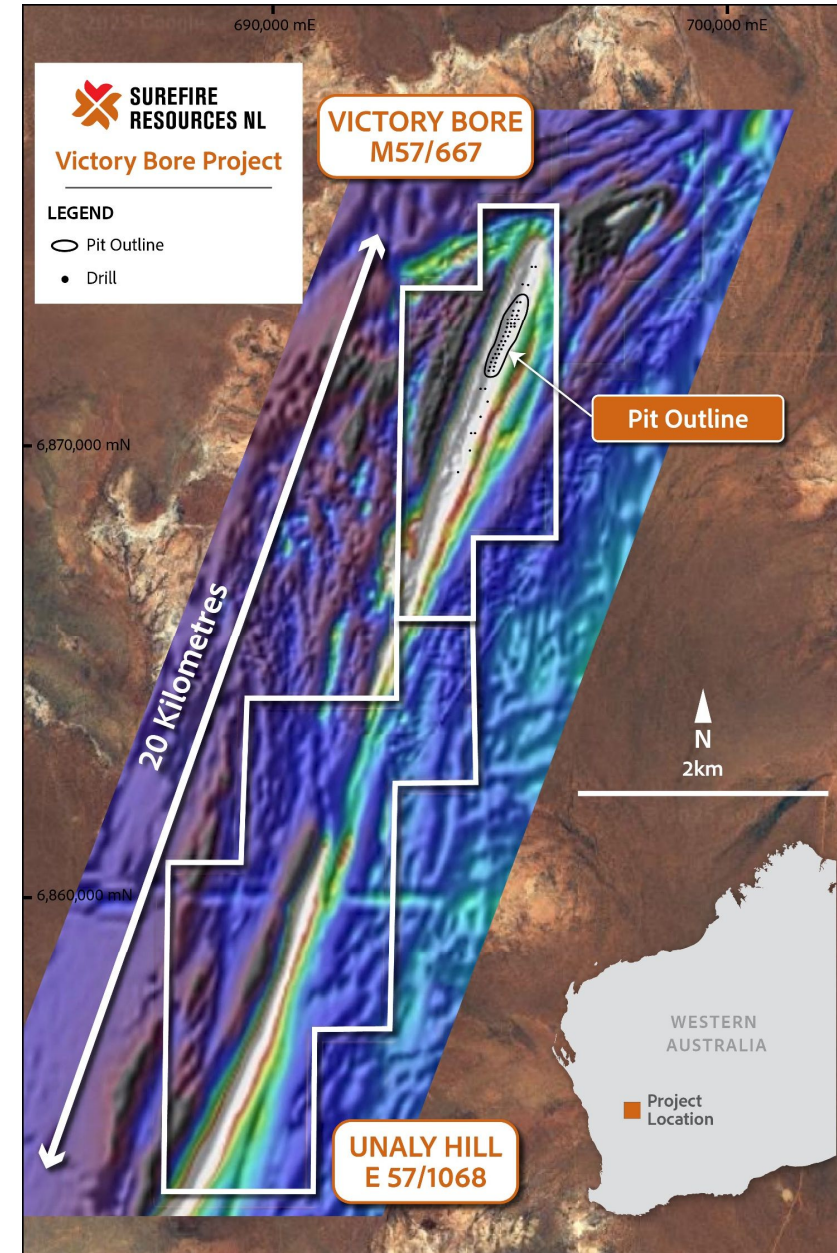 690,000 mE
700,000 mE
SUREFIRE
RESOURCES NL
Victory Bore Project
LEGEND
Pit Outline
Drill
VICTORY BORE
M57/667
Pit Outline
6,870,000 mN
20 Kilometres
N
2km
6,860,000 mN
WESTERN
AUSTRALIA
Project
Location
UNALY HILL
E 57/1068